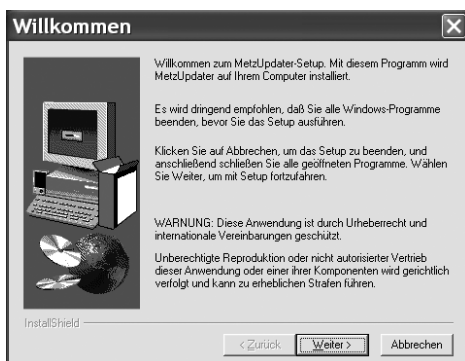 Willkommen
Willkommen zum MetzUpdater-Setup. Mit diesem Programm wird
MetzUpdater auf Ihrem Computer installiert.
Es wird dringend empfohlen, daß Sie alle Windows-Programme
beenden, bevor Sie das Setup ausführen.
Klicken Sie auf Abbrechen, um das Setup zu beenden, und
anschließend schließen Sie alle geöffneten Programme. Wählen
Sie Weiter, um mit Setup fortzufahren.
WARNUNG: Diese Anwendung ist durch Urheberrecht und
internationale Vereinbarungen geschützt.
Unberechtigte Reproduktion oder nicht autorisierter Vertrieb
dieser Anwendung oder einer ihrer Komponenten wird gerichtlich
verfolgt und kann zu erheblichen Strafen führen.
InstallShield
< Zurück Weiter > Abbrechen